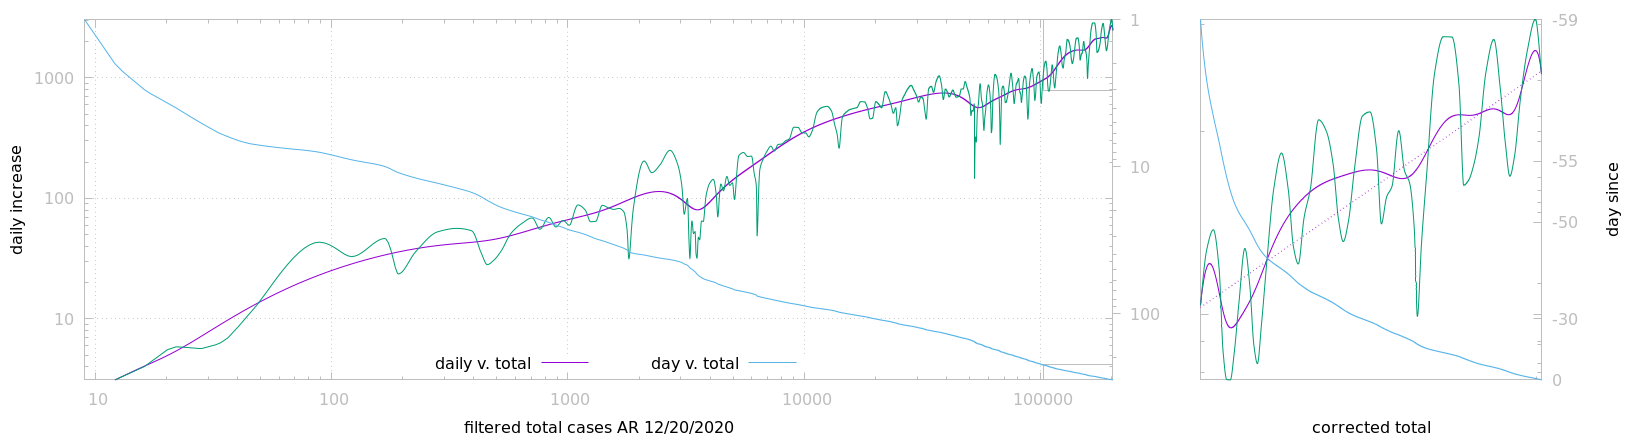 daily increase
1000
100
10
10
100
1000
10000
100000
1
10
100
daily v. total
day v. total
filtered total cases AR 12/20/2020
-59
-55
-50
-30
0
day since
corrected total